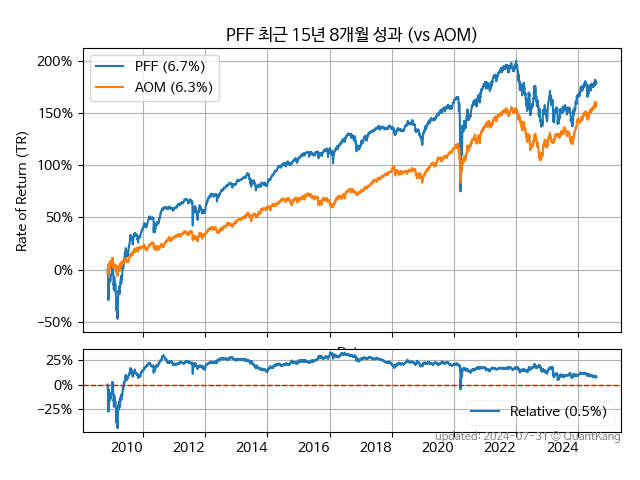 PFF 최근 15년 8개월 성과 (vs AOM)
Rate of Return (TR)
200%
150%
100%
50%
0%
−50%
PFF (6.7%)
AOM (6.3%)
25%
0%
−25%
Relative (0.5%)
updated: 2024-07-31 © QuantKang
2010 2012 2014 2016 2018 2020 2022 2024